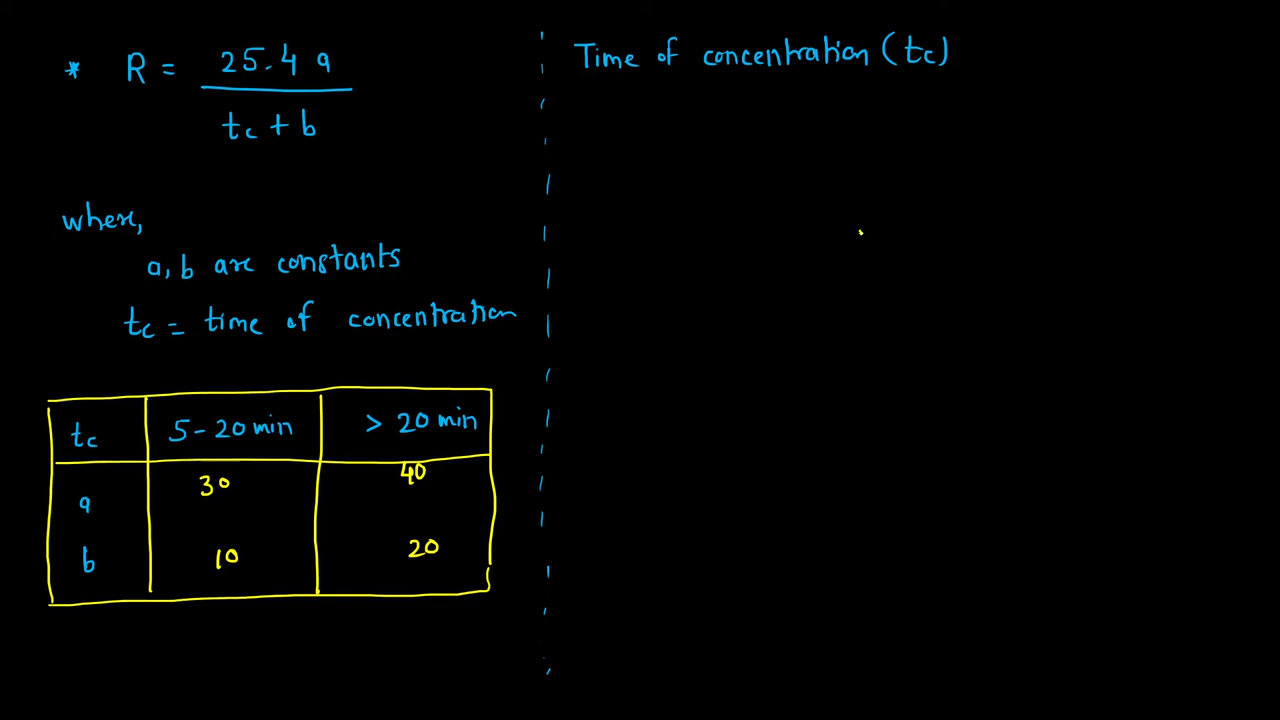 * R = 25.4 a / tc + b
where,
a, b are constants
tc = time of concentration
tc 5-20 min > 20 min
a 30 40
b 10 20
Time of concentration (tc)